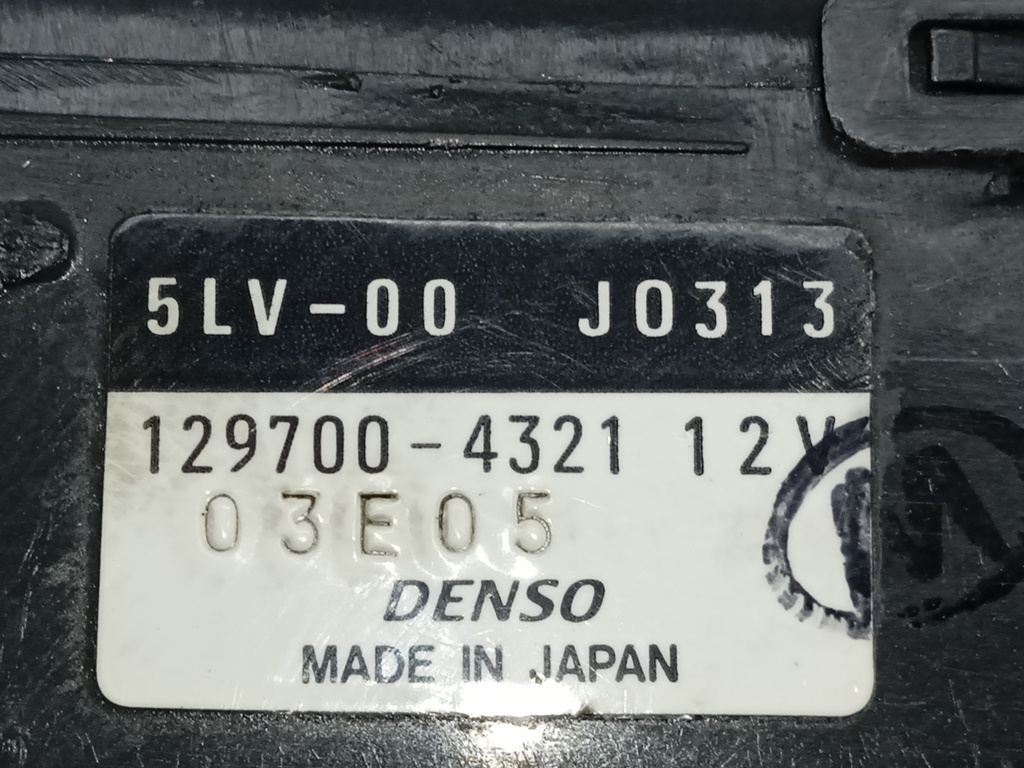 5LV-00 J0313
129700-4321 12V
03E05
DENSO
MADE IN JAPAN